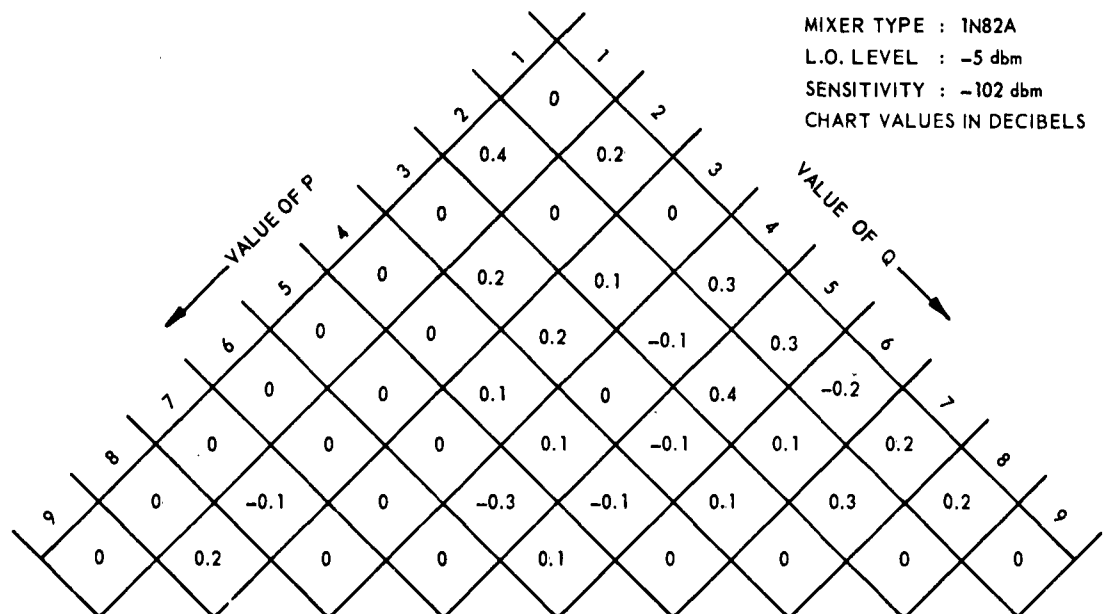 MIXER TYPE : 1N82A
L.O. LEVEL : -5 dbm
SENSITIVITY : -102 dbm
CHART VALUES IN DECIBELS
VALUE OF P
VALUE OF Q
1 1
2 0 2
3 0.4 0.2 3
4 0 0 0 4
5 0 0.2 0.1 0.3 5
6 0 0 0.2 -0.1 0.3 6
7 0 0 0.1 0 0.4 -0.2 7
8 0 0 0 0.1 -0.1 0.1 0.2 8
9 0 -0.1 0 -0.3 -0.1 0.1 0.3 0.2 9
0 0.2 0 0 0.1 0 0 0 0